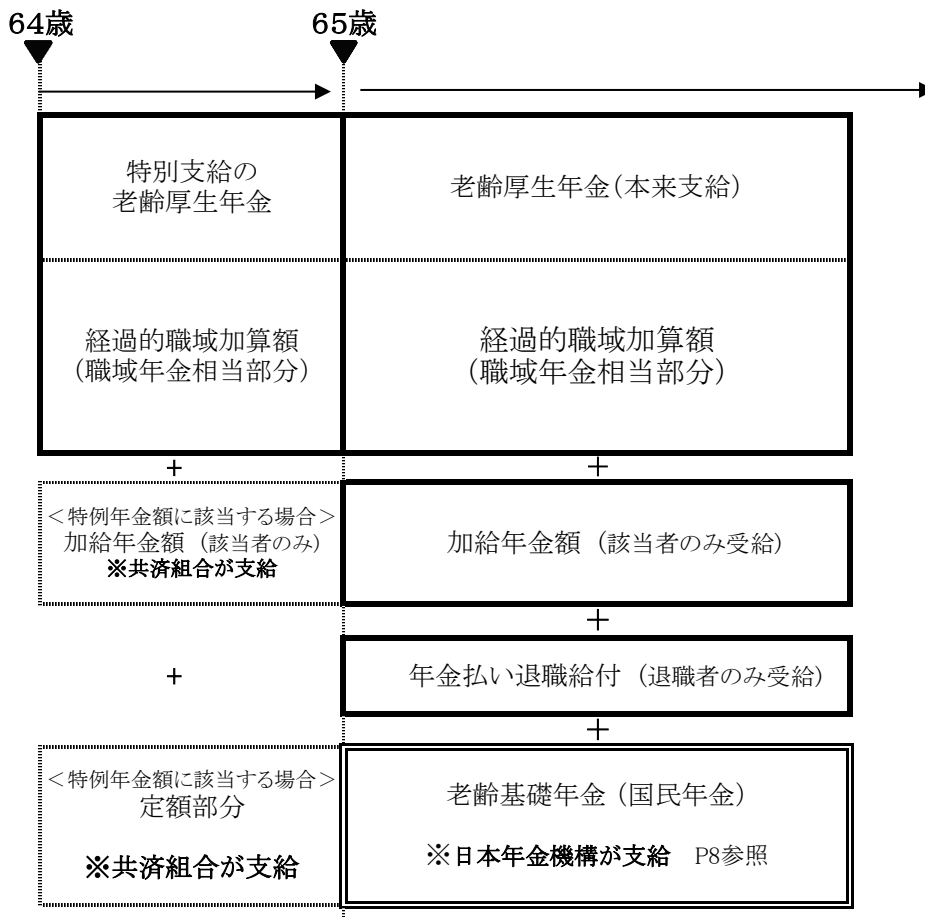 64歳
65歳
特別支給の
老齢厚生年金
老齢厚生年金(本来支給)
経過的職域加算額
(職域年金相当部分)
経過的職域加算額
(職域年金相当部分)
+
+
<特例年金額に該当する場合>
加給年金額 (該当者のみ)
※共済組合が支給
加給年金額 (該当者のみ受給)
+
+
年金払い退職給付 (退職者のみ受給)
+
<特例年金額に該当する場合>
定額部分
※共済組合が支給
老齢基礎年金(国民年金)
※日本年金機構が支給 P8参照